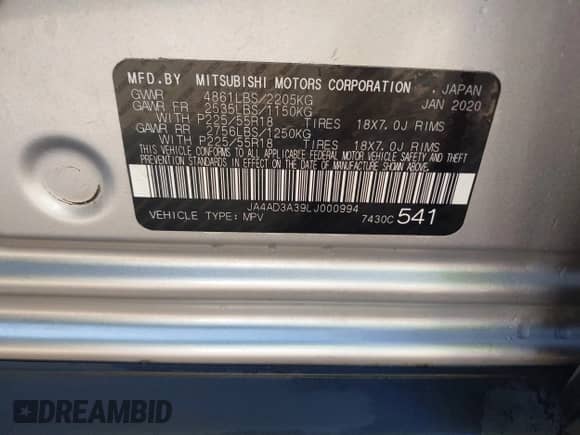 MFD.BY MITSUBISHI MOTORS CORPORATION , JAPAN
GVWR 4861LBS/2205KG JAN 2020
GAWR FR 2535LBS/1150KG
WITH P225/55R18 TIRES 18X7.0J RIMS
GAWR RR 2756LBS/1250KG
WITH P225/55R18 TIRES 18X7.0J RIMS
THIS VEHICLE CONFORMS TO ALL APPLICABLE FEDERAL MOTOR VEHICLE SAFETY AND THEFT
PREVENTION STANDARDS IN EFFECT ON THE DATE OF MANUFACTURE SHOWN ABOVE.
JA4AD3A39LJ000994
VEHICLE TYPE: MPV 7430C 541
DREAMBID